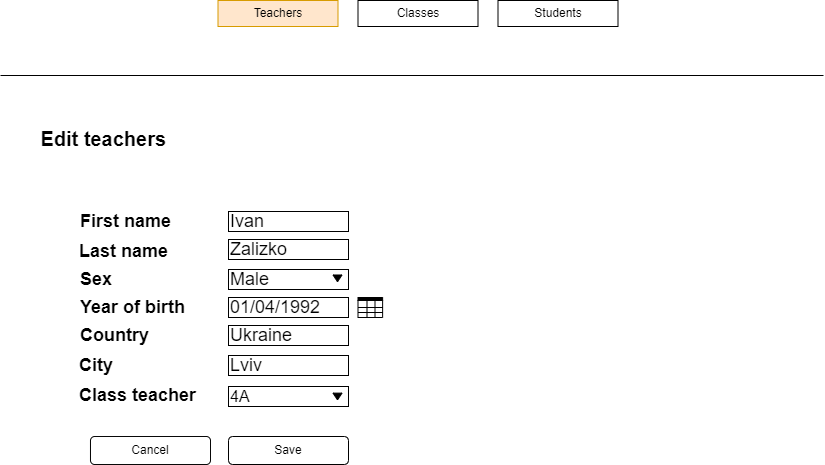 Teachers Classes Students
Edit teachers
First name Ivan
Last name Zalizko
Sex Male
Year of birth 01/04/1992
Country Ukraine
City Lviv
Class teacher 4A
Cancel Save